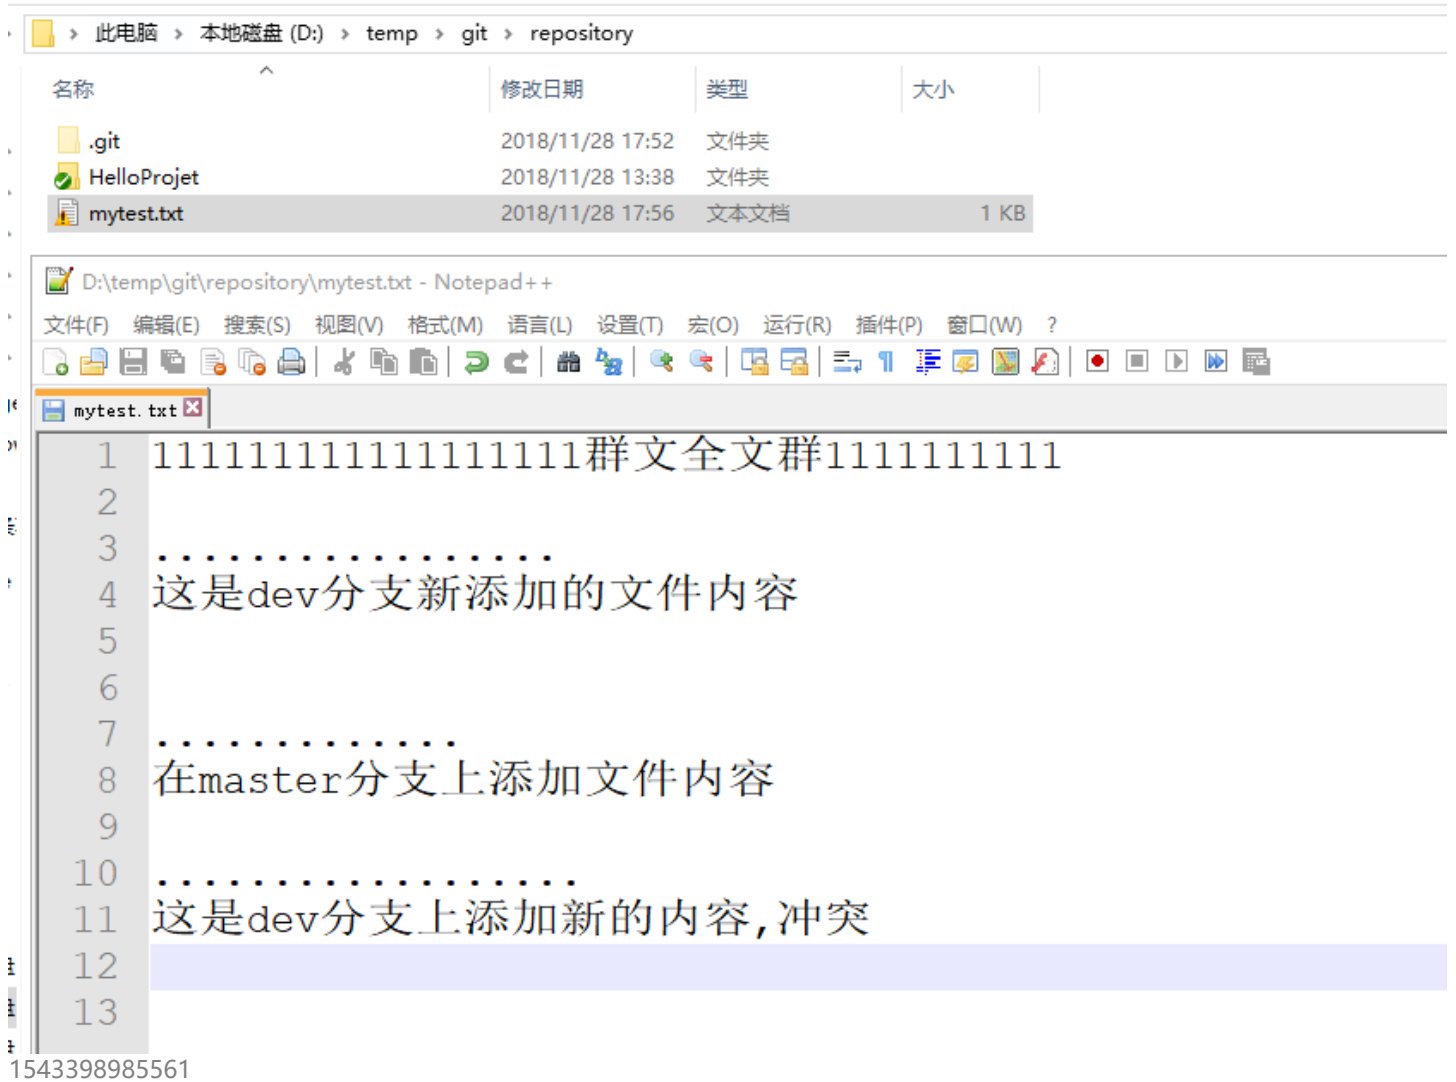 此电脑 > 本地磁盘 (D:) > temp > git > repository
名称 修改日期 类型 大小
.git 2018/11/28 17:52 文件夹
HelloProjet 2018/11/28 13:38 文件夹
mytest.txt 2018/11/28 17:56 文本文档 1 KB
D:\temp\git\repository\mytest.txt - Notepad++
文件(F) 编辑(E) 搜索(S) 视图(V) 格式(M) 语言(L) 设置(T) 宏(O) 运行(R) 插件(P) 窗口(W) ?
mytest.txt
1 111111111111111111群文全文群1111111111
2
3 .................
4 这是dev分支新添加的文件内容
5
6
7 .............
8 在master分支上添加文件内容
9
10 ..................
11 这是dev分支上添加新的内容,冲突
12
13
1543398985561